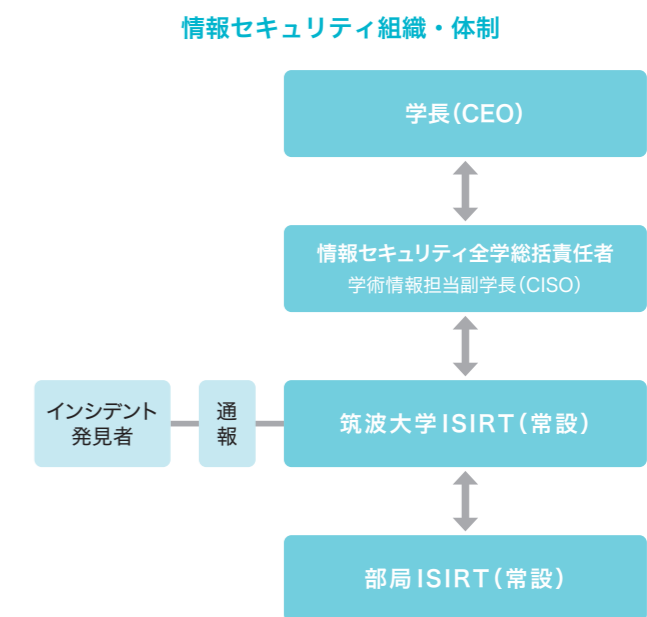 情報セキュリティ組織・体制
学長(CEO)
情報セキュリティ全学総括責任者
学術情報担当副学長(CISO)
インシデント
発見者
通
報
筑波大学ISIRT(常設)
部局ISIRT(常設)